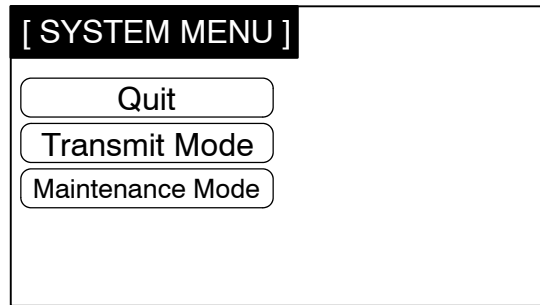 [ SYSTEM MENU ]
Quit
Transmit Mode
Maintenance Mode